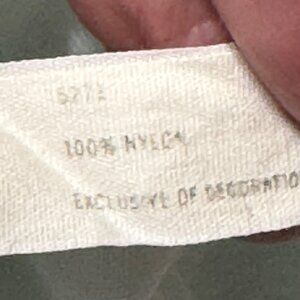 100% NYLON
EXCLUSIVE OF DECORATIO